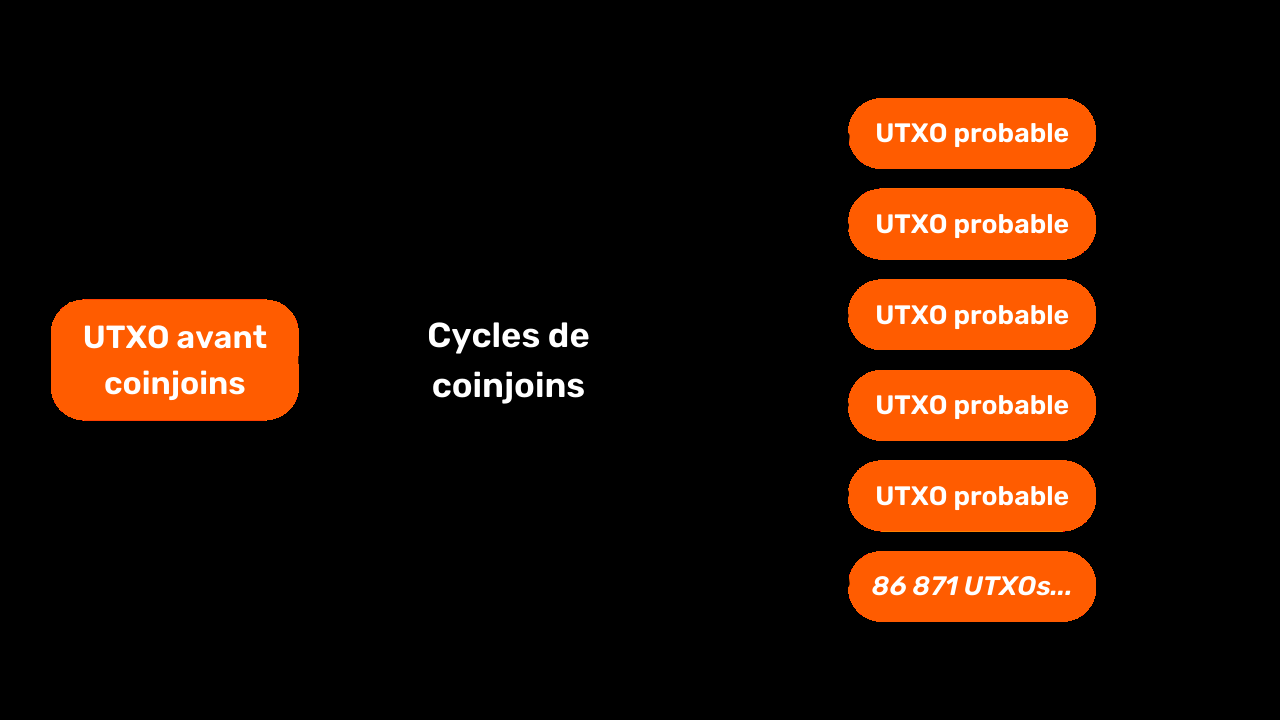 UTXO avant
coinjoins
Cycles de
coinjoins
UTXO probable
UTXO probable
UTXO probable
UTXO probable
UTXO probable
86 871 UTXOs...